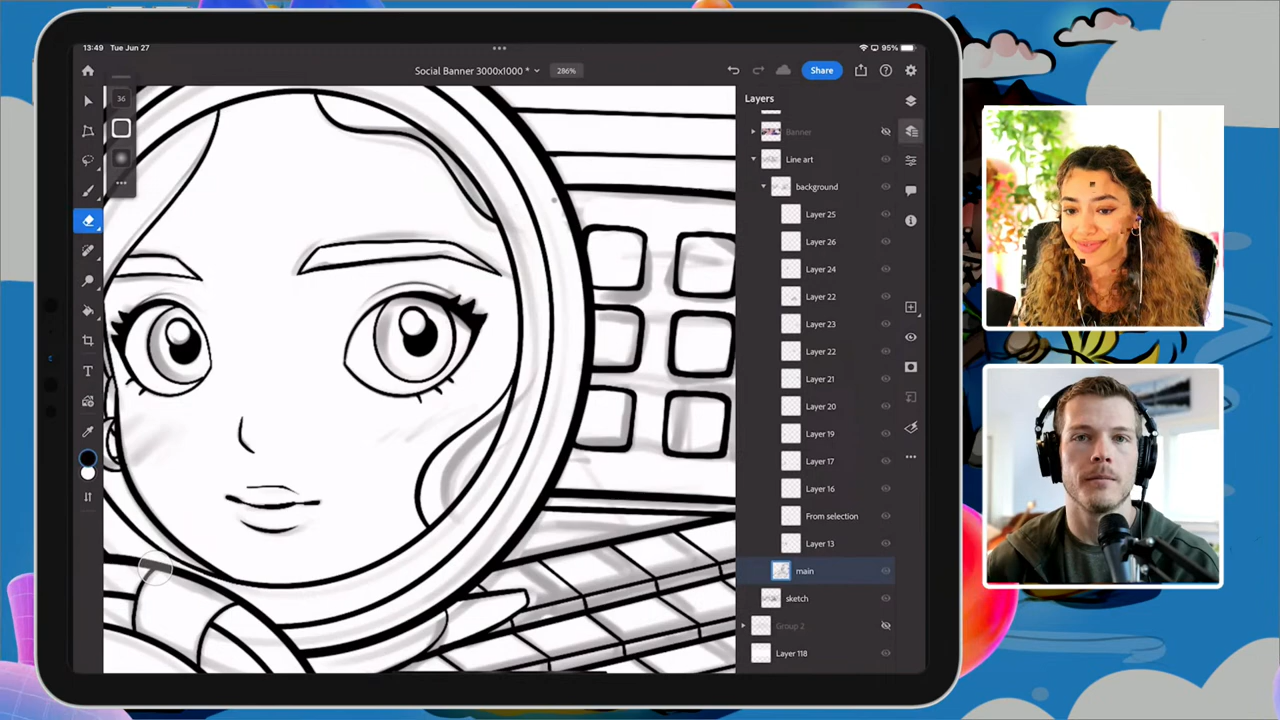 13:49 Tue Jun 27
95%
Social Banner 3000x1000 *
286%
Share
36
Layers
Banner
Line art
background
Layer 25
Layer 26
Layer 24
Layer 22
Layer 23
Layer 22
Layer 21
Layer 20
Layer 19
Layer 17
Layer 16
From selection
Layer 13
main
sketch
Group 2
Layer 118